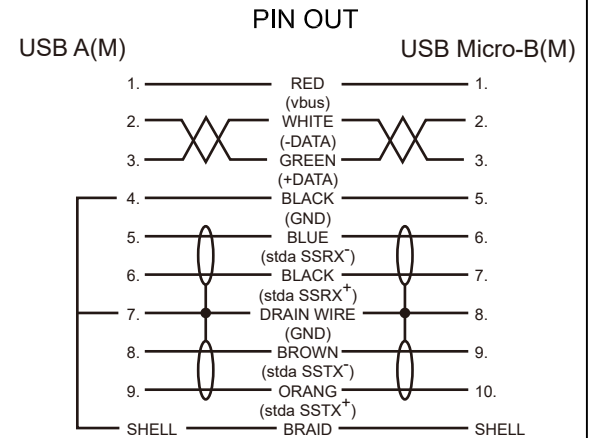 PIN OUT
USB A(M) USB Micro-B(M)
1. RED 1.
(vbus)
2. WHITE 2.
(-DATA)
3. GREEN 3.
(+DATA)
4. BLACK 5.
(GND)
5. BLUE 6.
(stda SSRX-)
6. BLACK 7.
(stda SSRX+)
7. DRAIN WIRE 8.
(GND)
8. BROWN 9.
(stda SSTX-)
9. ORANG 10.
(stda SSTX+)
SHELL BRAID SHELL